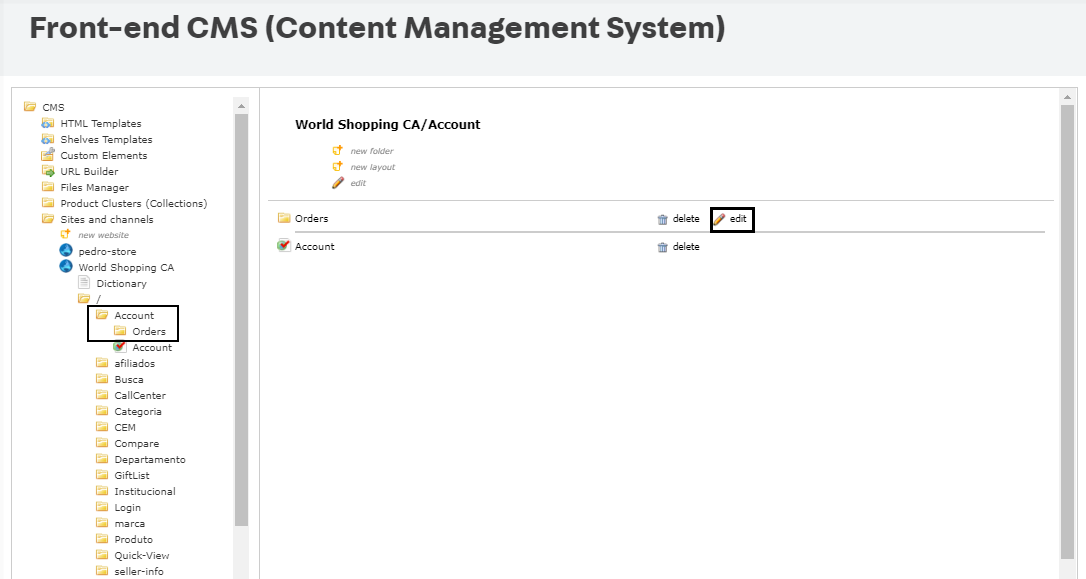 Front-end CMS (Content Management System)
CMS
HTML Templates
Shelves Templates
Custom Elements
URL Builder
Files Manager
Product Clusters (Collections)
Sites and channels
new website
pedro-store
World Shopping CA
Dictionary
/
Account
Orders
Account
afiliados
Busca
CallCenter
Categoria
CEM
Compare
Departamento
GiftList
Institucional
Login
marca
Produto
Quick-View
seller-info
World Shopping CA/Account
new folder
new layout
edit
Orders delete edit
Account delete